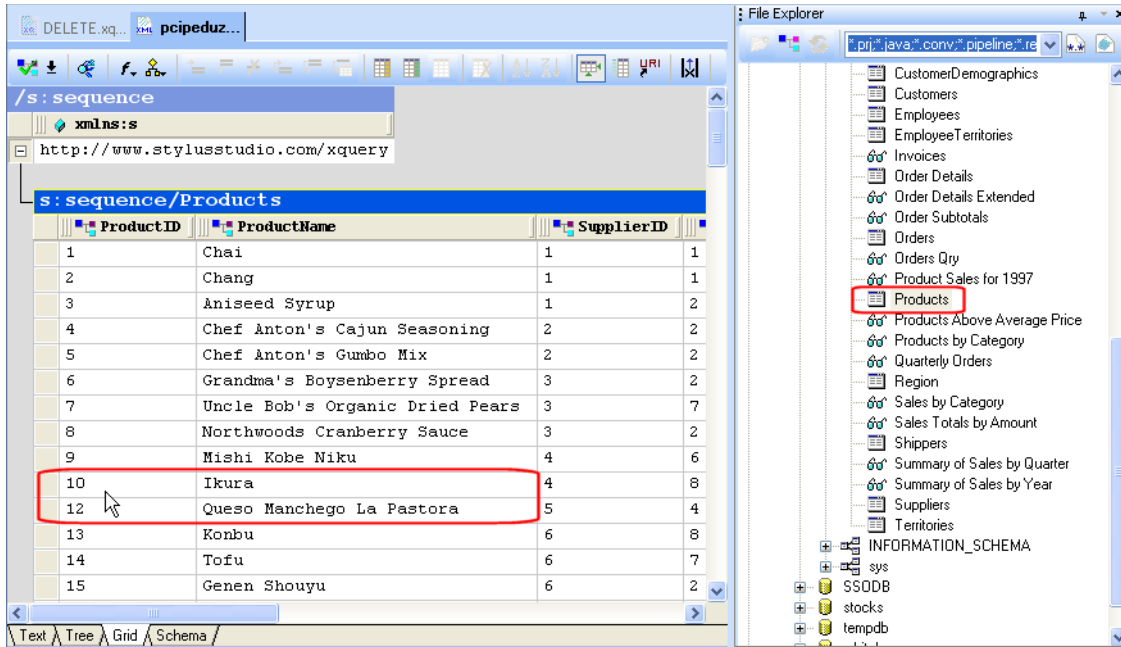 DELETE.xq... pcipeduz...
/s:sequence
xmlns:s
http://www.stylusstudio.com/xquery
s:sequence/Products
ProductID ProductName SupplierID
1 Chai 1 1
2 Chang 1 1
3 Aniseed Syrup 1 2
4 Chef Anton's Cajun Seasoning 2 2
5 Chef Anton's Gumbo Mix 2 2
6 Grandma's Boysenberry Spread 3 2
7 Uncle Bob's Organic Dried Pears 3 7
8 Northwoods Cranberry Sauce 3 2
9 Mishi Kobe Niku 4 6
10 Ikura 4 8
12 Queso Manchego La Pastora 5 4
13 Konbu 6 8
14 Tofu 6 7
15 Genen Shouyu 6 2
Text Tree Grid Schema
File Explorer
*.prj;*.java;*.conv;*.pipeline;*.re
CustomerDemographics
Customers
Employees
EmployeeTerritories
Invoices
Order Details
Order Details Extended
Order Subtotals
Orders
Orders Qry
Product Sales for 1997
Products
Products Above Average Price
Products by Category
Quarterly Orders
Region
Sales by Category
Sales Totals by Amount
Shippers
Summary of Sales by Quarter
Summary of Sales by Year
Suppliers
Territories
INFORMATION_SCHEMA
sys
SSODB
stocks
tempdb